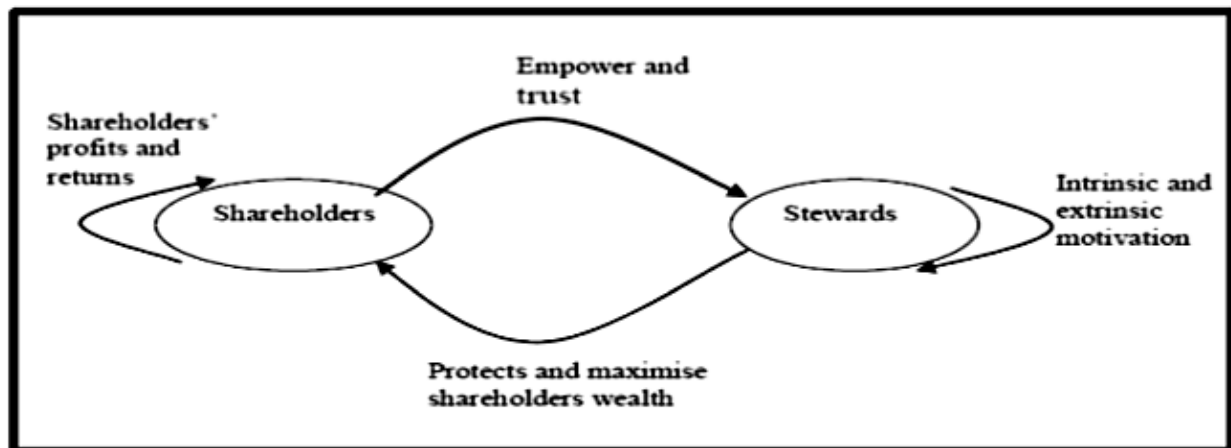 Empower and
trust
Shareholders'
profits and
returns
Shareholders
Stewards
Intrinsic and
extrinsic
motivation
Protects and maximise
shareholders wealth